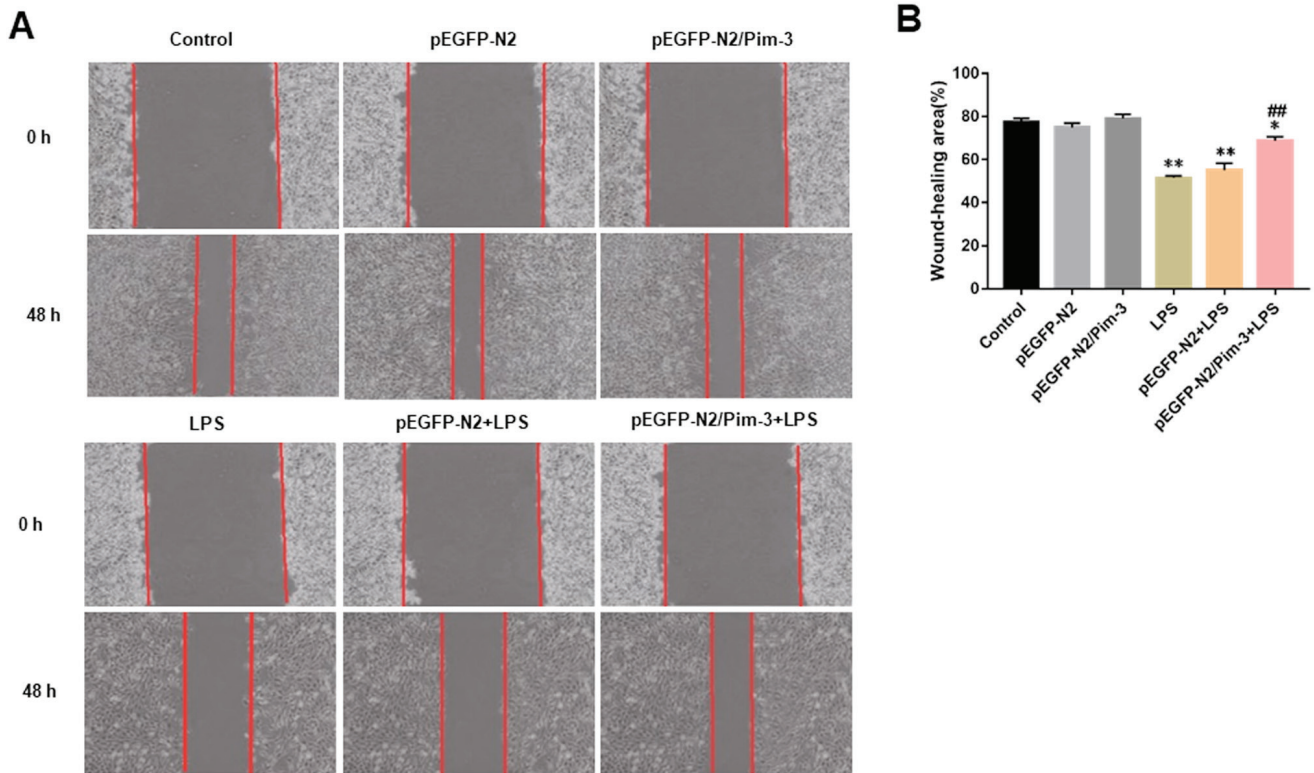 A
Control pEGFP-N2 pEGFP-N2/Pim-3
0 h
48 h
LPS pEGFP-N2+LPS pEGFP-N2/Pim-3+LPS
0 h
48 h
B
Wound-healing area(%)
100
80
60
40
20
0
**
**
##
*
Control
pEGFP-N2
pEGFP-N2/Pim-3
LPS
pEGFP-N2+LPS
pEGFP-N2/Pim-3+LPS